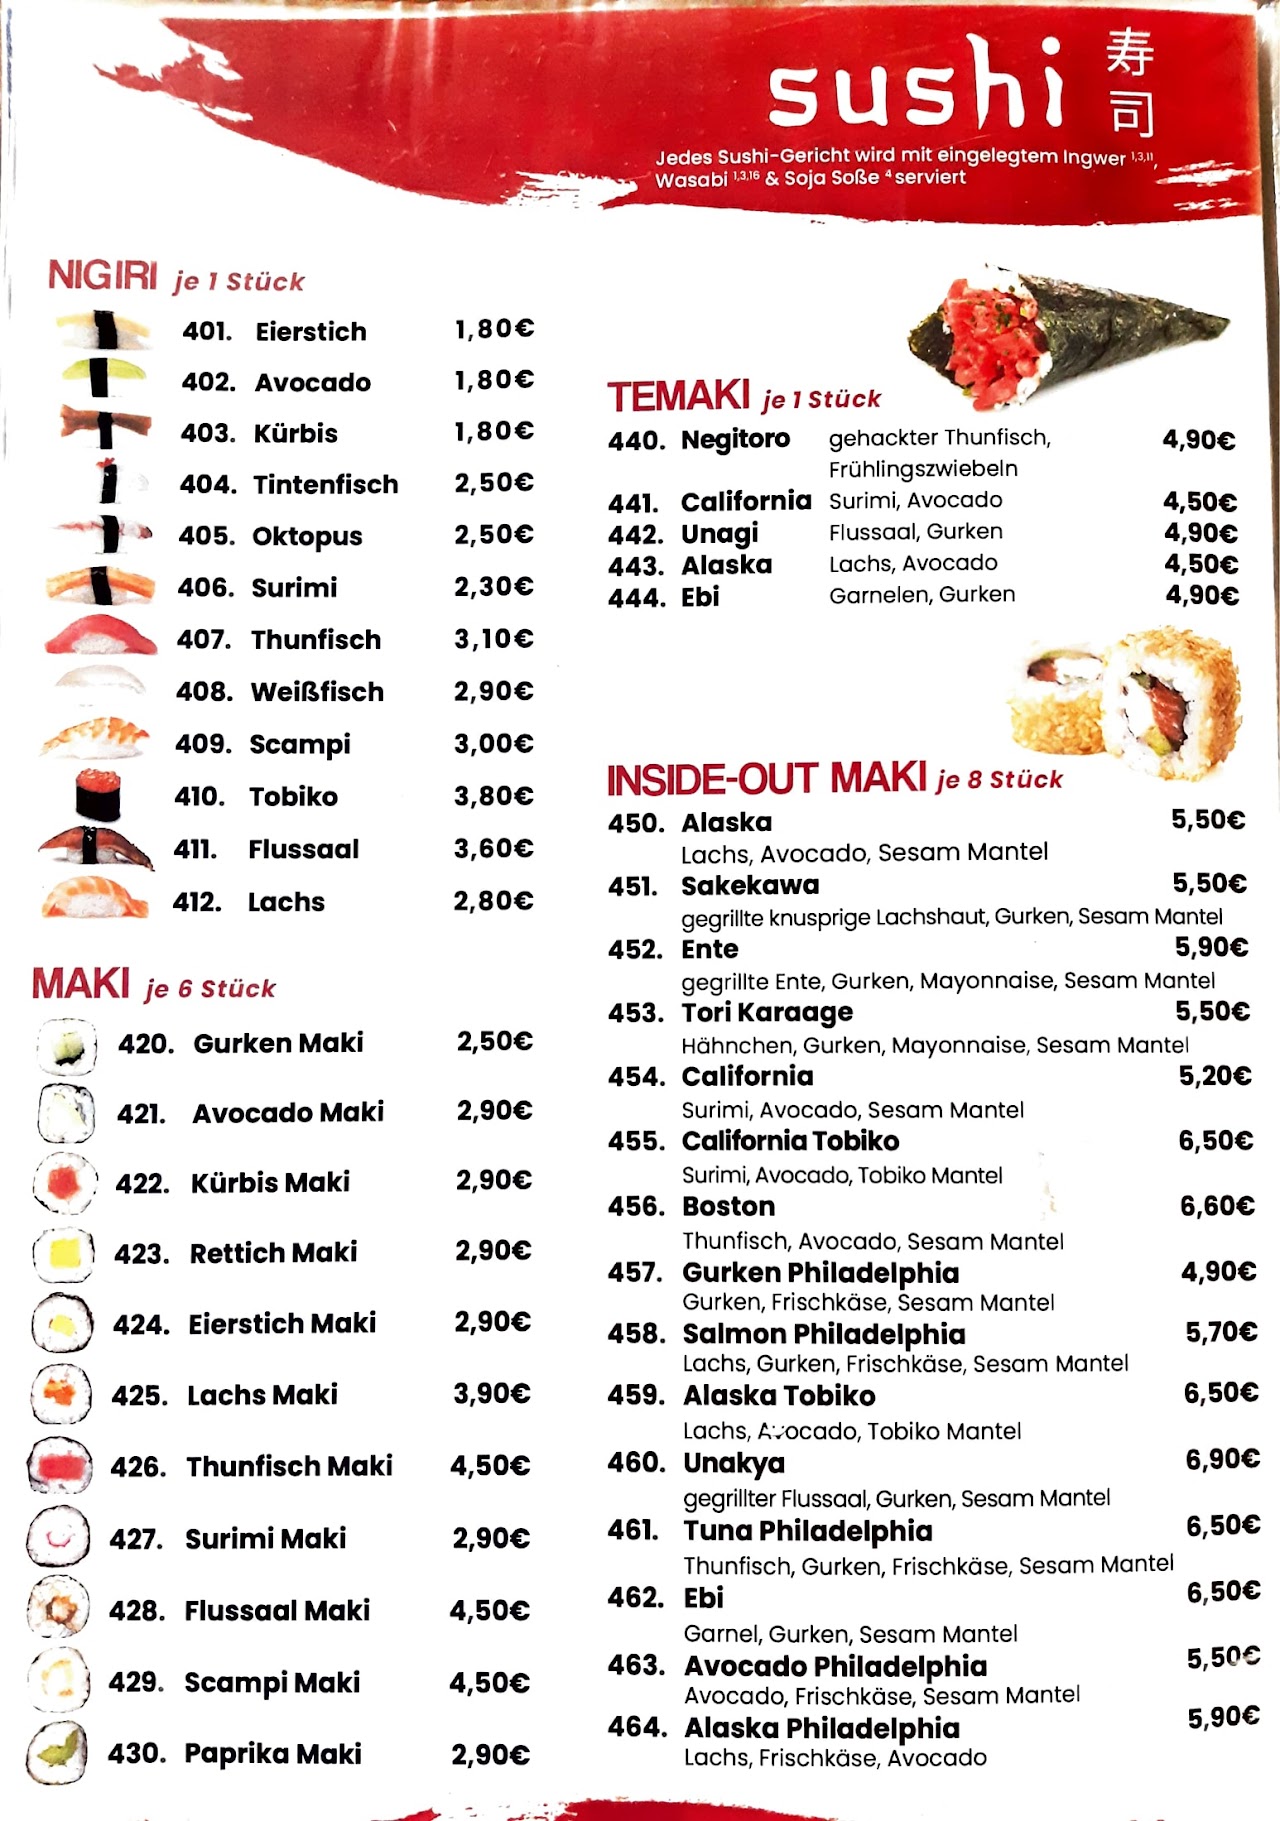 sushi 寿司
Jedes Sushi-Gericht wird mit eingelegtem Ingwer 1,3,11,
Wasabi 1,3,16 & Soja Soße 4 serviert
NIGIRI je 1 Stück
401. Eierstich 1,80€
402. Avocado 1,80€
403. Kürbis 1,80€
404. Tintenfisch 2,50€
405. Oktopus 2,50€
406. Surimi 2,30€
407. Thunfisch 3,10€
408. Weißfisch 2,90€
409. Scampi 3,00€
410. Tobiko 3,80€
411. Flussaal 3,60€
412. Lachs 2,80€
MAKI je 6 Stück
420. Gurken Maki 2,50€
421. Avocado Maki 2,90€
422. Kürbis Maki 2,90€
423. Rettich Maki 2,90€
424. Eierstich Maki 2,90€
425. Lachs Maki 3,90€
426. Thunfisch Maki 4,50€
427. Surimi Maki 2,90€
428. Flussaal Maki 4,50€
429. Scampi Maki 4,50€
430. Paprika Maki 2,90€
TEMAKI je 1 Stück
440. Negitoro gehackter Thunfisch, 4,90€
Frühlingszwiebeln
441. California Surimi, Avocado 4,50€
442. Unagi Flussaal, Gurken 4,90€
443. Alaska Lachs, Avocado 4,50€
444. Ebi Garnelen, Gurken 4,90€
INSIDE-OUT MAKI je 8 Stück
450. Alaska 5,50€
Lachs, Avocado, Sesam Mantel
451. Sakekawa 5,50€
gegrillte knusprige Lachshaut, Gurken, Sesam Mantel
452. Ente 5,90€
gegrillte Ente, Gurken, Mayonnaise, Sesam Mantel
453. Tori Karaage 5,50€
Hähnchen, Gurken, Mayonnaise, Sesam Mantel
454. California 5,20€
Surimi, Avocado, Sesam Mantel
455. California Tobiko 6,50€
Surimi, Avocado, Tobiko Mantel
456. Boston 6,60€
Thunfisch, Avocado, Sesam Mantel
457. Gurken Philadelphia 4,90€
Gurken, Frischkäse, Sesam Mantel
458. Salmon Philadelphia 5,70€
Lachs, Gurken, Frischkäse, Sesam Mantel
459. Alaska Tobiko 6,50€
Lachs, Avocado, Tobiko Mantel
460. Unakya 6,90€
gegrillter Flussaal, Gurken, Sesam Mantel
461. Tuna Philadelphia 6,50€
Thunfisch, Gurken, Frischkäse, Sesam Mantel
462. Ebi 6,50€
Garnel, Gurken, Sesam Mantel
463. Avocado Philadelphia 5,50€
Avocado, Frischkäse, Sesam Mantel
464. Alaska Philadelphia 5,90€
Lachs, Frischkäse, Avocado